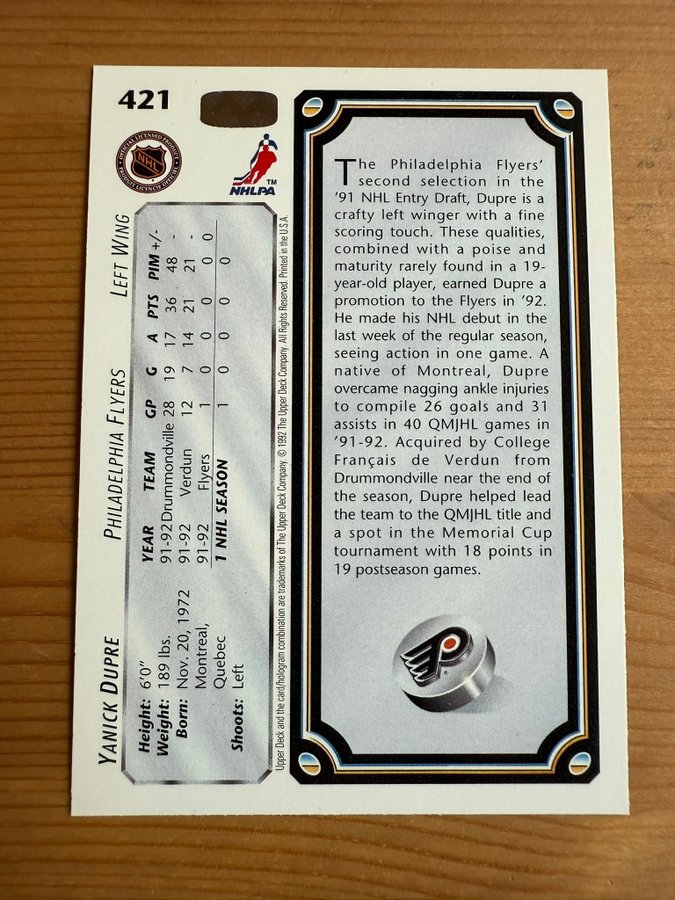 421
OFFICIAL LICENSED PRODUCT
NHL
PRODUIT LICENCIÉ OFFICIEL
NHLPA TM
YANICK DUPRE PHILADELPHIA FLYERS LEFT WING
Height: 6'0"
Weight: 189 lbs.
Born: Nov. 20, 1972
Montreal,
Quebec
Shoots: Left
YEAR TEAM GP G A PTS PIM +/-
91-92 Drummondville 28 19 17 36 48 -
91-92 Verdun 12 7 14 21 21 -
91-92 Flyers 1 0 0 0 0 0
1 NHL SEASON 1 0 0 0 0
Upper Deck and the card/hologram combination are trademarks of The Upper Deck Company. © 1992 The Upper Deck Company. All Rights Reserved. Printed in the U.S.A.
The Philadelphia Flyers'
second selection in the
'91 NHL Entry Draft, Dupre is a
crafty left winger with a fine
scoring touch. These qualities,
combined with a poise and
maturity rarely found in a 19-
year-old player, earned Dupre a
promotion to the Flyers in '92.
He made his NHL debut in the
last week of the regular season,
seeing action in one game. A
native of Montreal, Dupre
overcame nagging ankle injuries
to compile 26 goals and 31
assists in 40 QMJHL games in
'91-92. Acquired by College
Français de Verdun from
Drummondville near the end of
the season, Dupre helped lead
the team to the QMJHL title and
a spot in the Memorial Cup
tournament with 18 points in
19 postseason games.